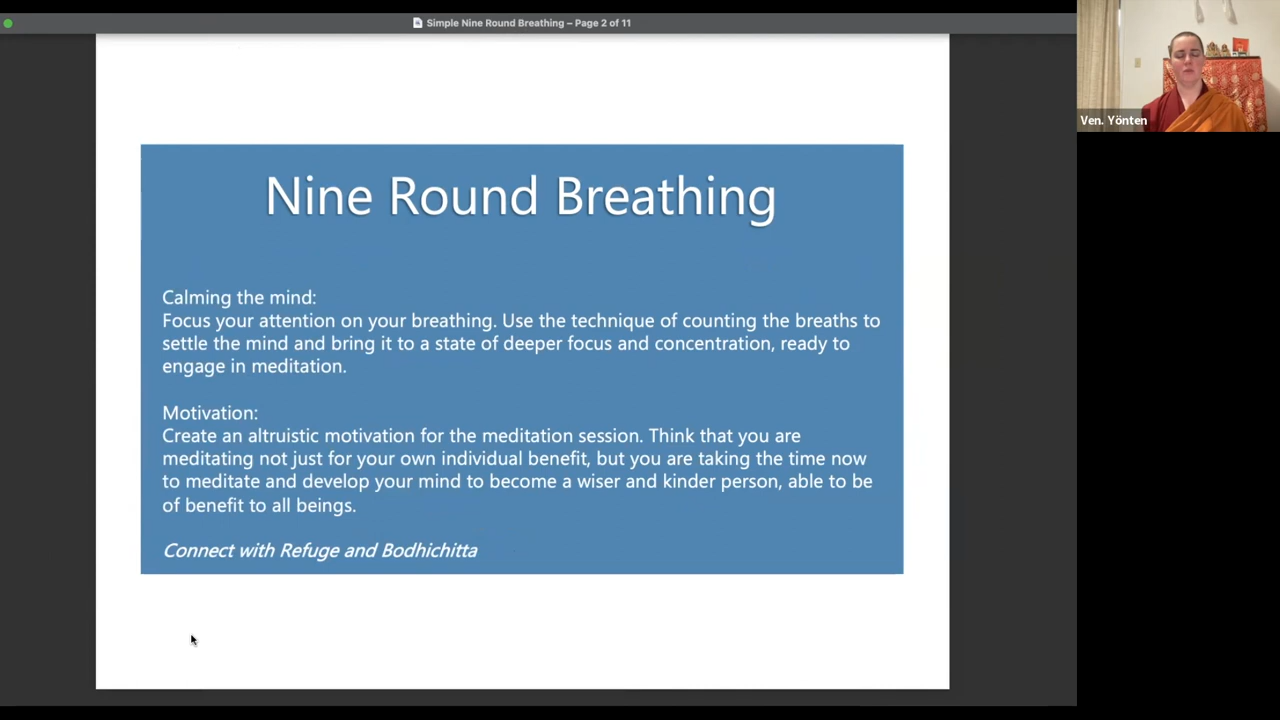 Simple Nine Round Breathing – Page 2 of 11
Ven. Yönten
Nine Round Breathing
Calming the mind:
Focus your attention on your breathing. Use the technique of counting the breaths to
settle the mind and bring it to a state of deeper focus and concentration, ready to
engage in meditation.
Motivation:
Create an altruistic motivation for the meditation session. Think that you are
meditating not just for your own individual benefit, but you are taking the time now
to meditate and develop your mind to become a wiser and kinder person, able to be
of benefit to all beings.
Connect with Refuge and Bodhichitta